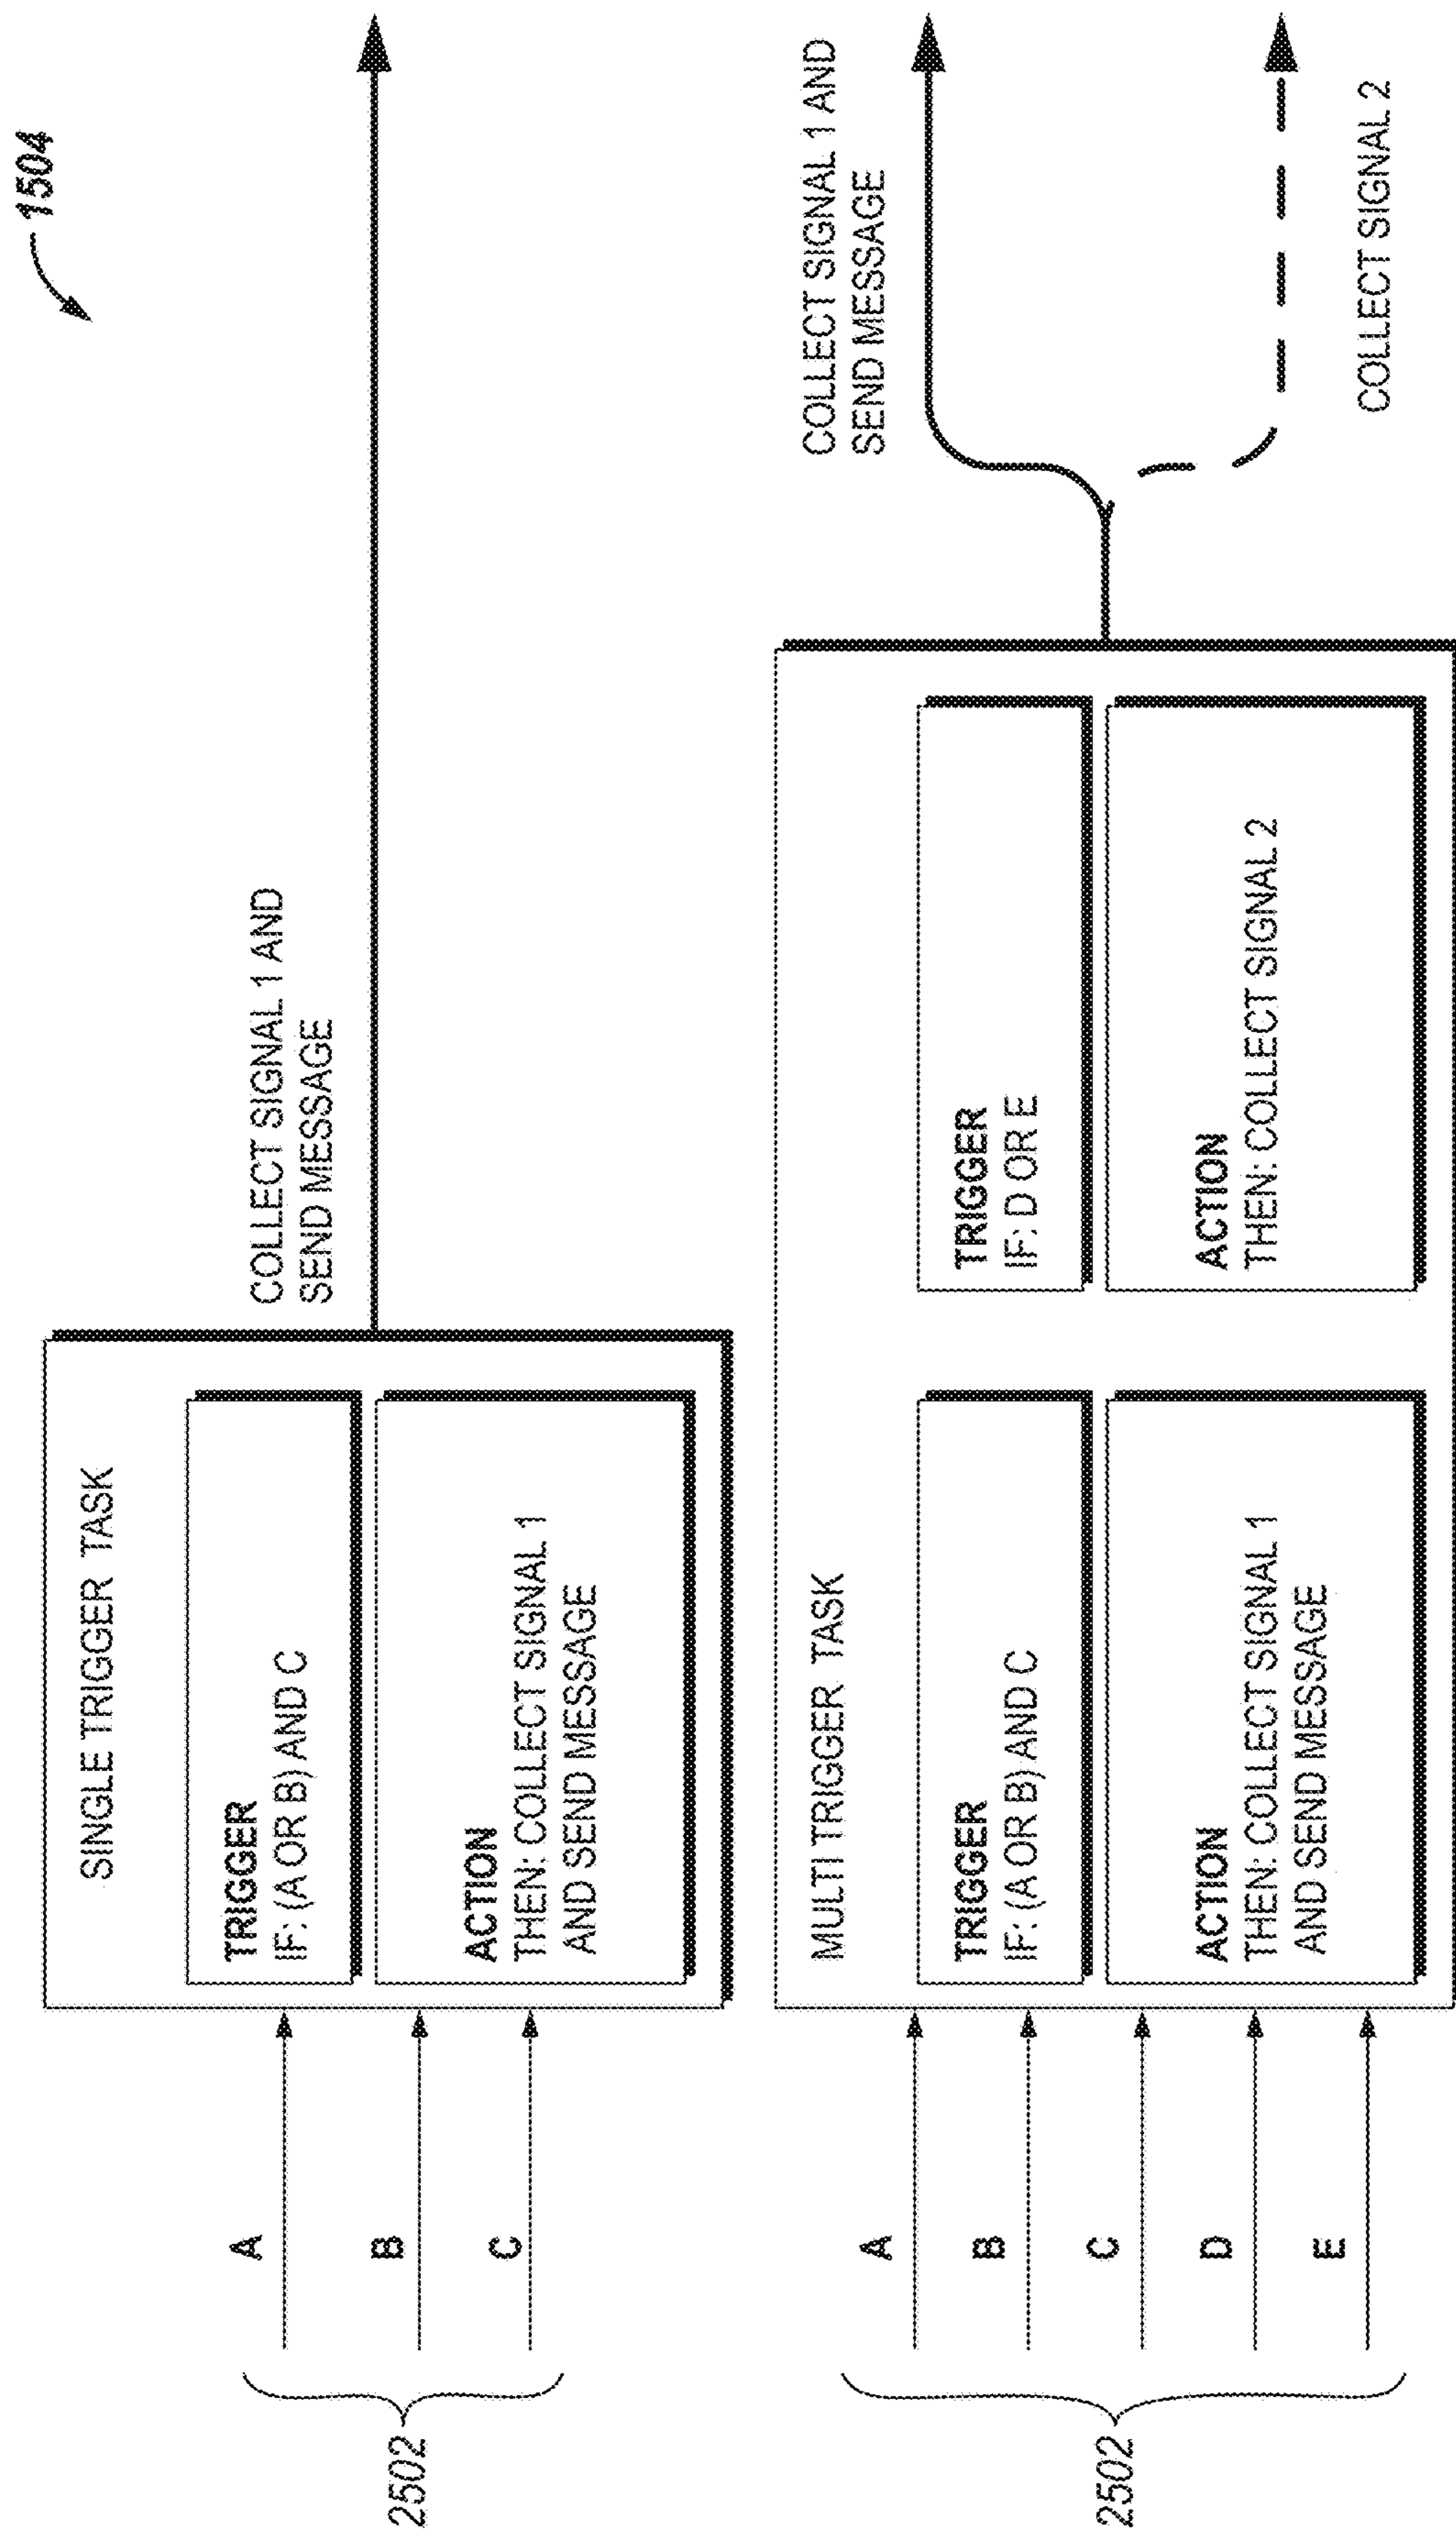 1504
2502
A
B
C
SINGLE TRIGGER TASK
TRIGGER
IF: (A OR B) AND C
ACTION
THEN: COLLECT SIGNAL 1
AND SEND MESSAGE
COLLECT SIGNAL 1 AND
SEND MESSAGE
2502
A
B
C
D
E
MULTI TRIGGER TASK
TRIGGER
IF: (A OR B) AND C
ACTION
THEN: COLLECT SIGNAL 1
AND SEND MESSAGE
TRIGGER
IF: D OR E
ACTION
THEN: COLLECT SIGNAL 2
COLLECT SIGNAL 1 AND
SEND MESSAGE
COLLECT SIGNAL 2